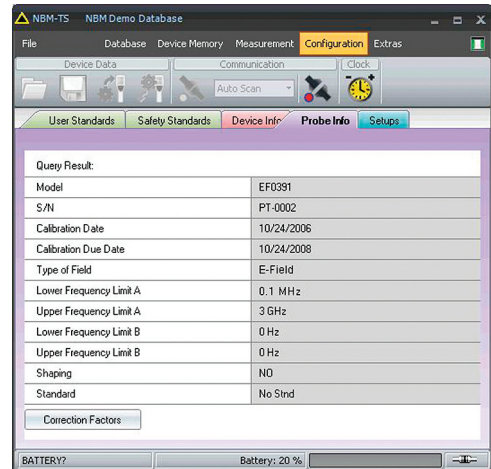 NBM-TS NBM Demo Database
File Database Device Memory Measurement Configuration Extras
Device Data Communication Clock
Auto Scan
User Standards Safety Standards Device Info Probe Info Setups
Query Result:
Model EF0391
S/N PT-0002
Calibration Date 10/24/2006
Calibration Due Date 10/24/2008
Type of Field E-Field
Lower Frequency Limit A 0.1 MHz
Upper Frequency Limit A 3 GHz
Lower Frequency Limit B 0 Hz
Upper Frequency Limit B 0 Hz
Shaping NO
Standard No Stnd
Correction Factors
BATTERY? Battery: 20 %